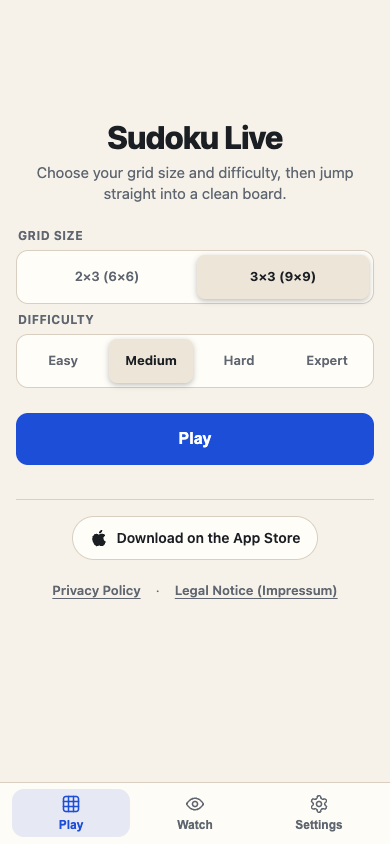 Sudoku Live
Choose your grid size and difficulty, then jump
straight into a clean board.
GRID SIZE
2×3 (6×6) 3×3 (9×9)
DIFFICULTY
Easy Medium Hard Expert
Play
Download on the App Store
Privacy Policy · Legal Notice (Impressum)
Play Watch Settings